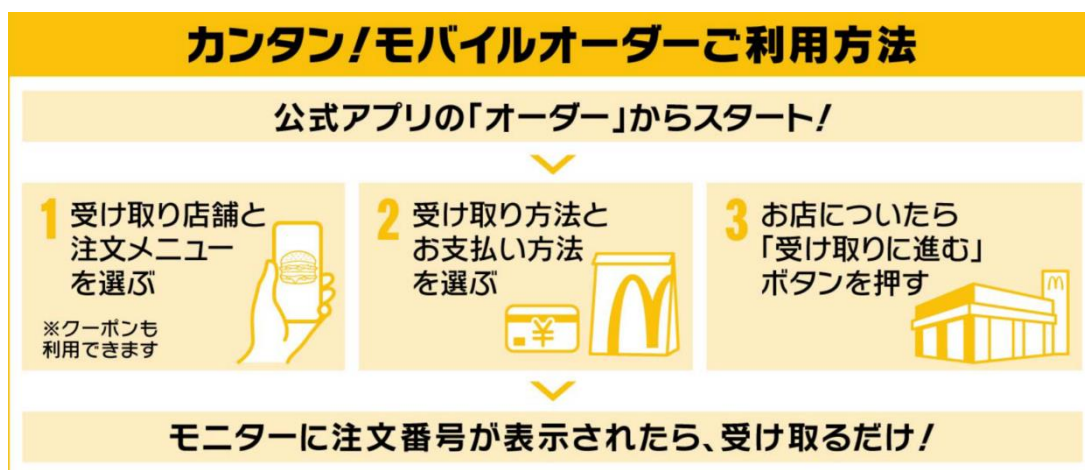 カンタン!モバイルオーダーご利用方法
公式アプリの「オーダー」からスタート!
1 受け取り店舗と
注文メニュー
を選ぶ
※クーポンも
利用できます
2 受け取り方法と
お支払い方法
を選ぶ
¥
3 お店についたら
「受け取りに進む」
ボタンを押す
モニターに注文番号が表示されたら、受け取るだけ!